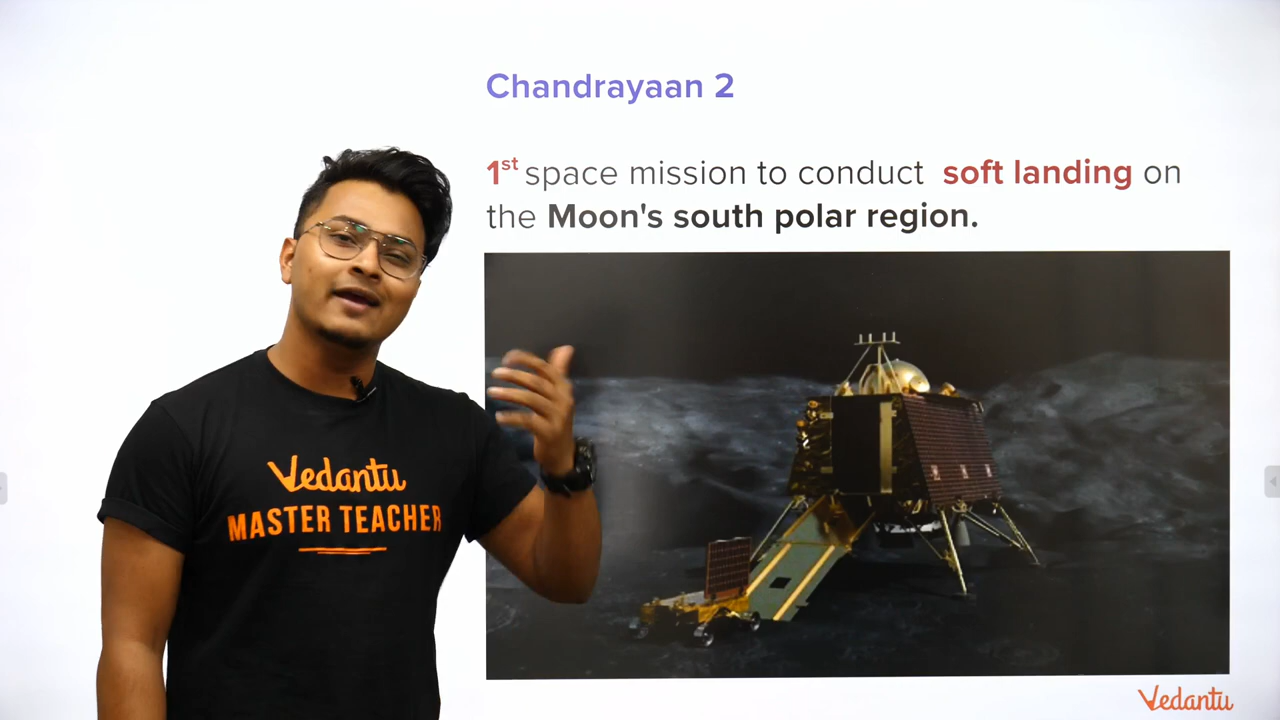 Chandrayaan 2
1st space mission to conduct soft landing on
the Moon's south polar region.
Vedantu
MASTER TEACHER
Vedantu